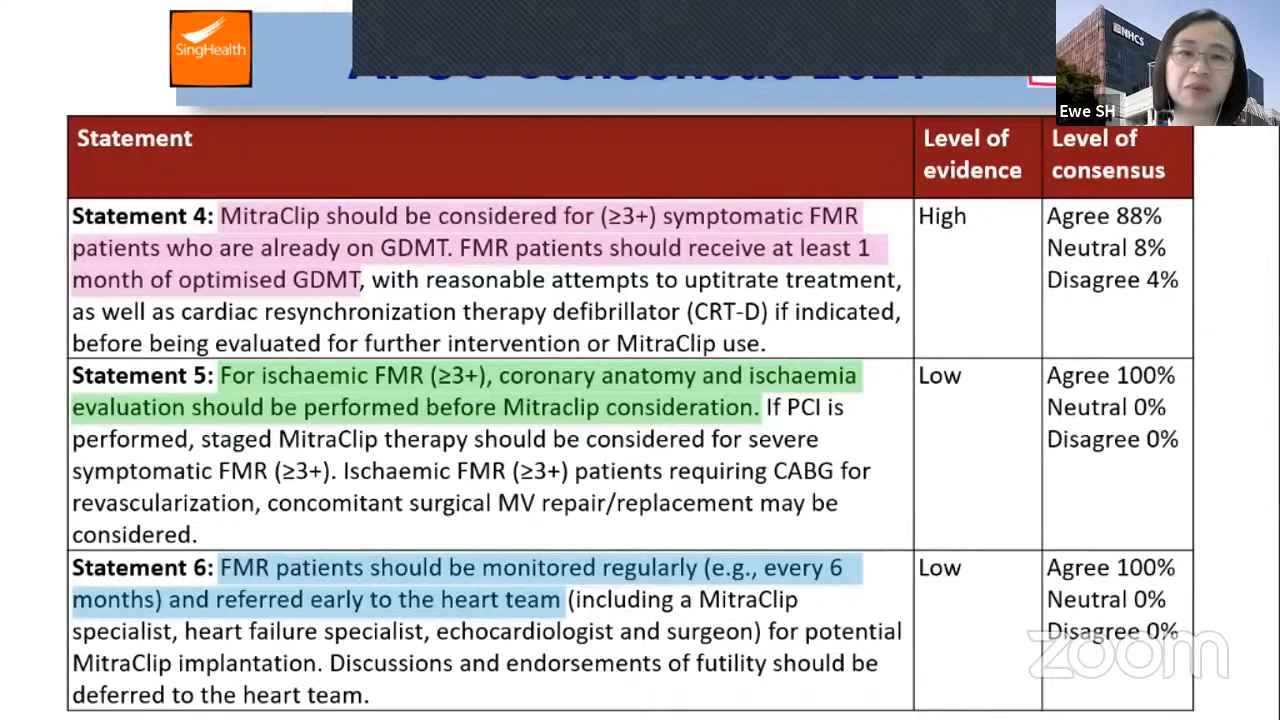 SingHealth
NHCS
Ewe SH
Statement
Level of
evidence
Level of
consensus
Statement 4: MitraClip should be considered for (≥3+) symptomatic FMR
patients who are already on GDMT. FMR patients should receive at least 1
month of optimised GDMT, with reasonable attempts to uptitrate treatment,
as well as cardiac resynchronization therapy defibrillator (CRT-D) if indicated,
before being evaluated for further intervention or MitraClip use.
High
Agree 88%
Neutral 8%
Disagree 4%
Statement 5: For ischaemic FMR (≥3+), coronary anatomy and ischaemia
evaluation should be performed before Mitraclip consideration. If PCI is
performed, staged MitraClip therapy should be considered for severe
symptomatic FMR (≥3+). Ischaemic FMR (≥3+) patients requiring CABG for
revascularization, concomitant surgical MV repair/replacement may be
considered.
Low
Agree 100%
Neutral 0%
Disagree 0%
Statement 6: FMR patients should be monitored regularly (e.g., every 6
months) and referred early to the heart team (including a MitraClip
specialist, heart failure specialist, echocardiologist and surgeon) for potential
MitraClip implantation. Discussions and endorsements of futility should be
deferred to the heart team.
Low
Agree 100%
Neutral 0%
Disagree 0%
zoom